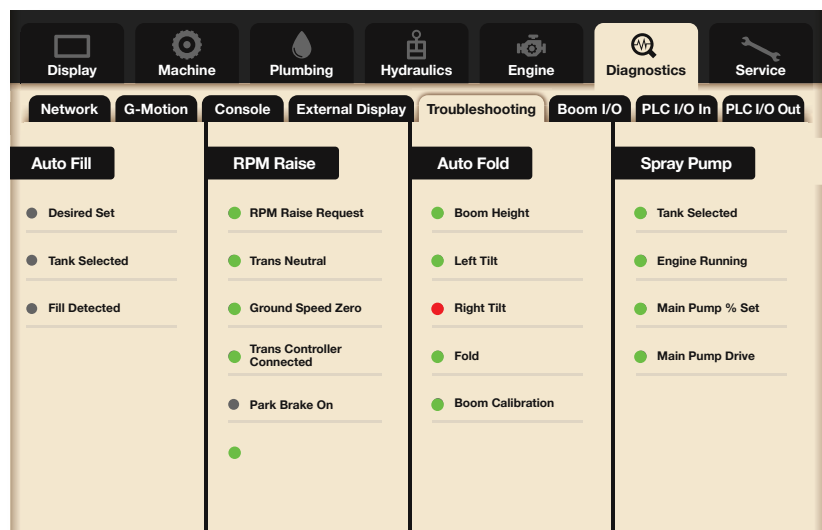 Display Machine Plumbing Hydraulics Engine Diagnostics Service
Network G-Motion Console External Display Troubleshooting Boom I/O PLC I/O In PLC I/O Out
Auto Fill
Desired Set
Tank Selected
Fill Detected
RPM Raise
RPM Raise Request
Trans Neutral
Ground Speed Zero
Trans Controller
Connected
Park Brake On
Auto Fold
Boom Height
Left Tilt
Right Tilt
Fold
Boom Calibration
Spray Pump
Tank Selected
Engine Running
Main Pump % Set
Main Pump Drive